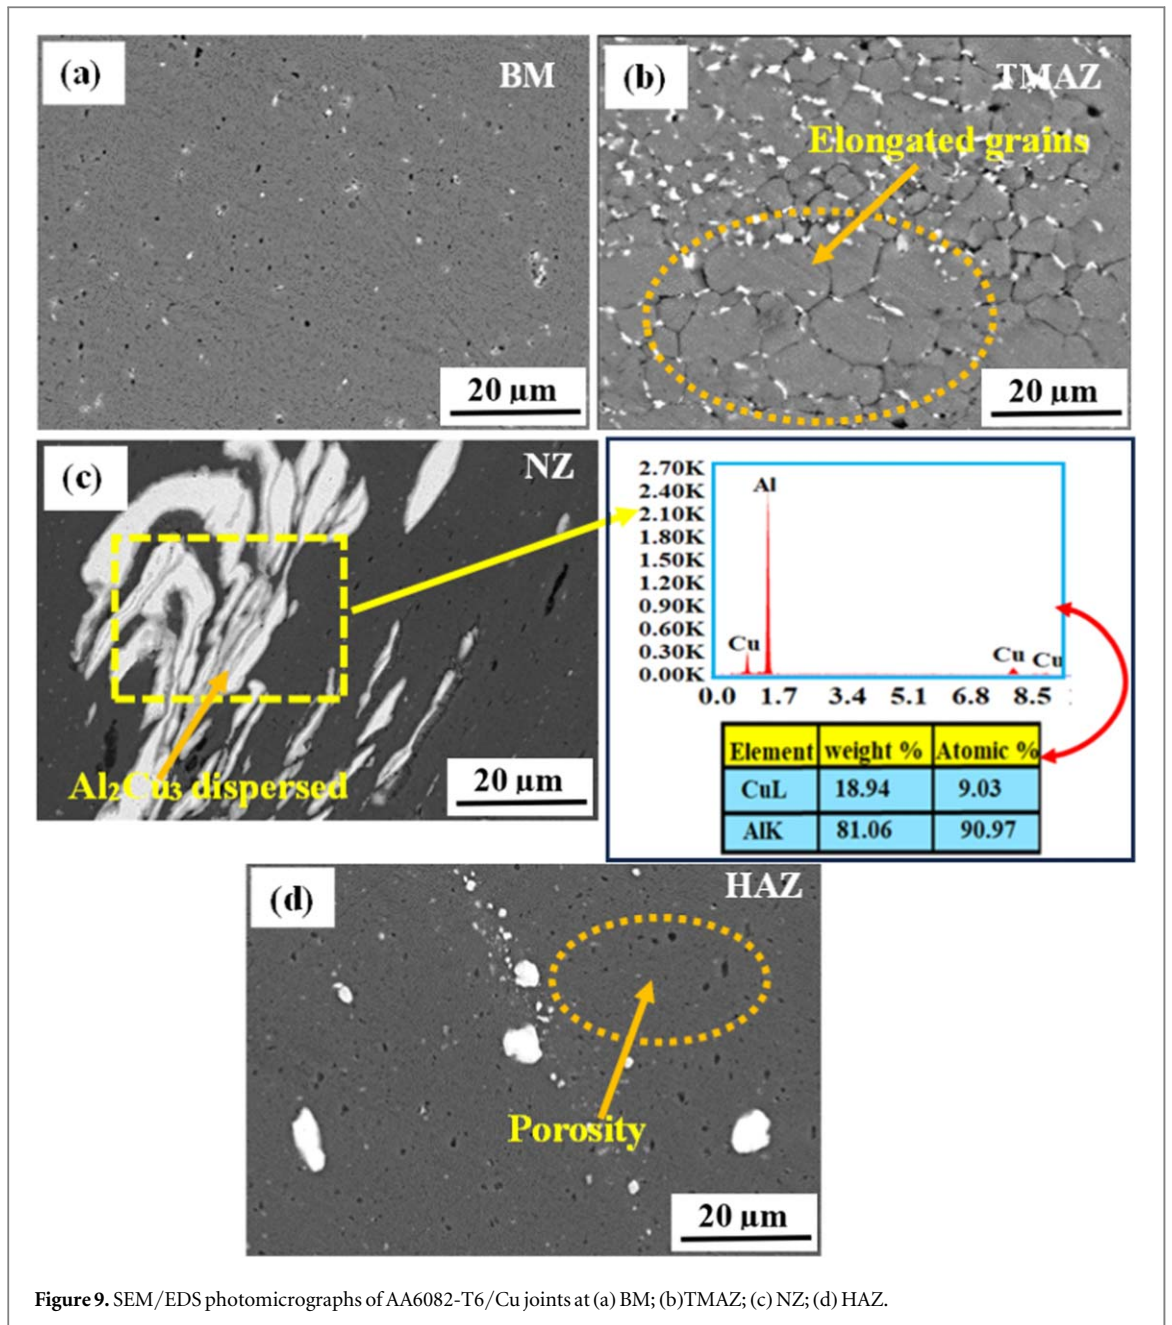 (a)
BM
20 µm
(b)
TMAZ
Elongated grains
20 µm
(c)
NZ
Al₂Cu₃ dispersed
20 µm
2.70K
2.40K
2.10K
1.80K
1.50K
1.20K
0.90K
0.60K
0.30K
0.00K
Al
Cu
Cu
Cu
0.0 1.7 3.4 5.1 6.8 8.5
Element weight % Atomic %
CuL 18.94 9.03
AlK 81.06 90.97
(d)
HAZ
Porosity
20 µm
Figure 9. SEM/EDS photomicrographs of AA6082-T6/Cu joints at (a) BM; (b)TMAZ; (c) NZ; (d) HAZ.